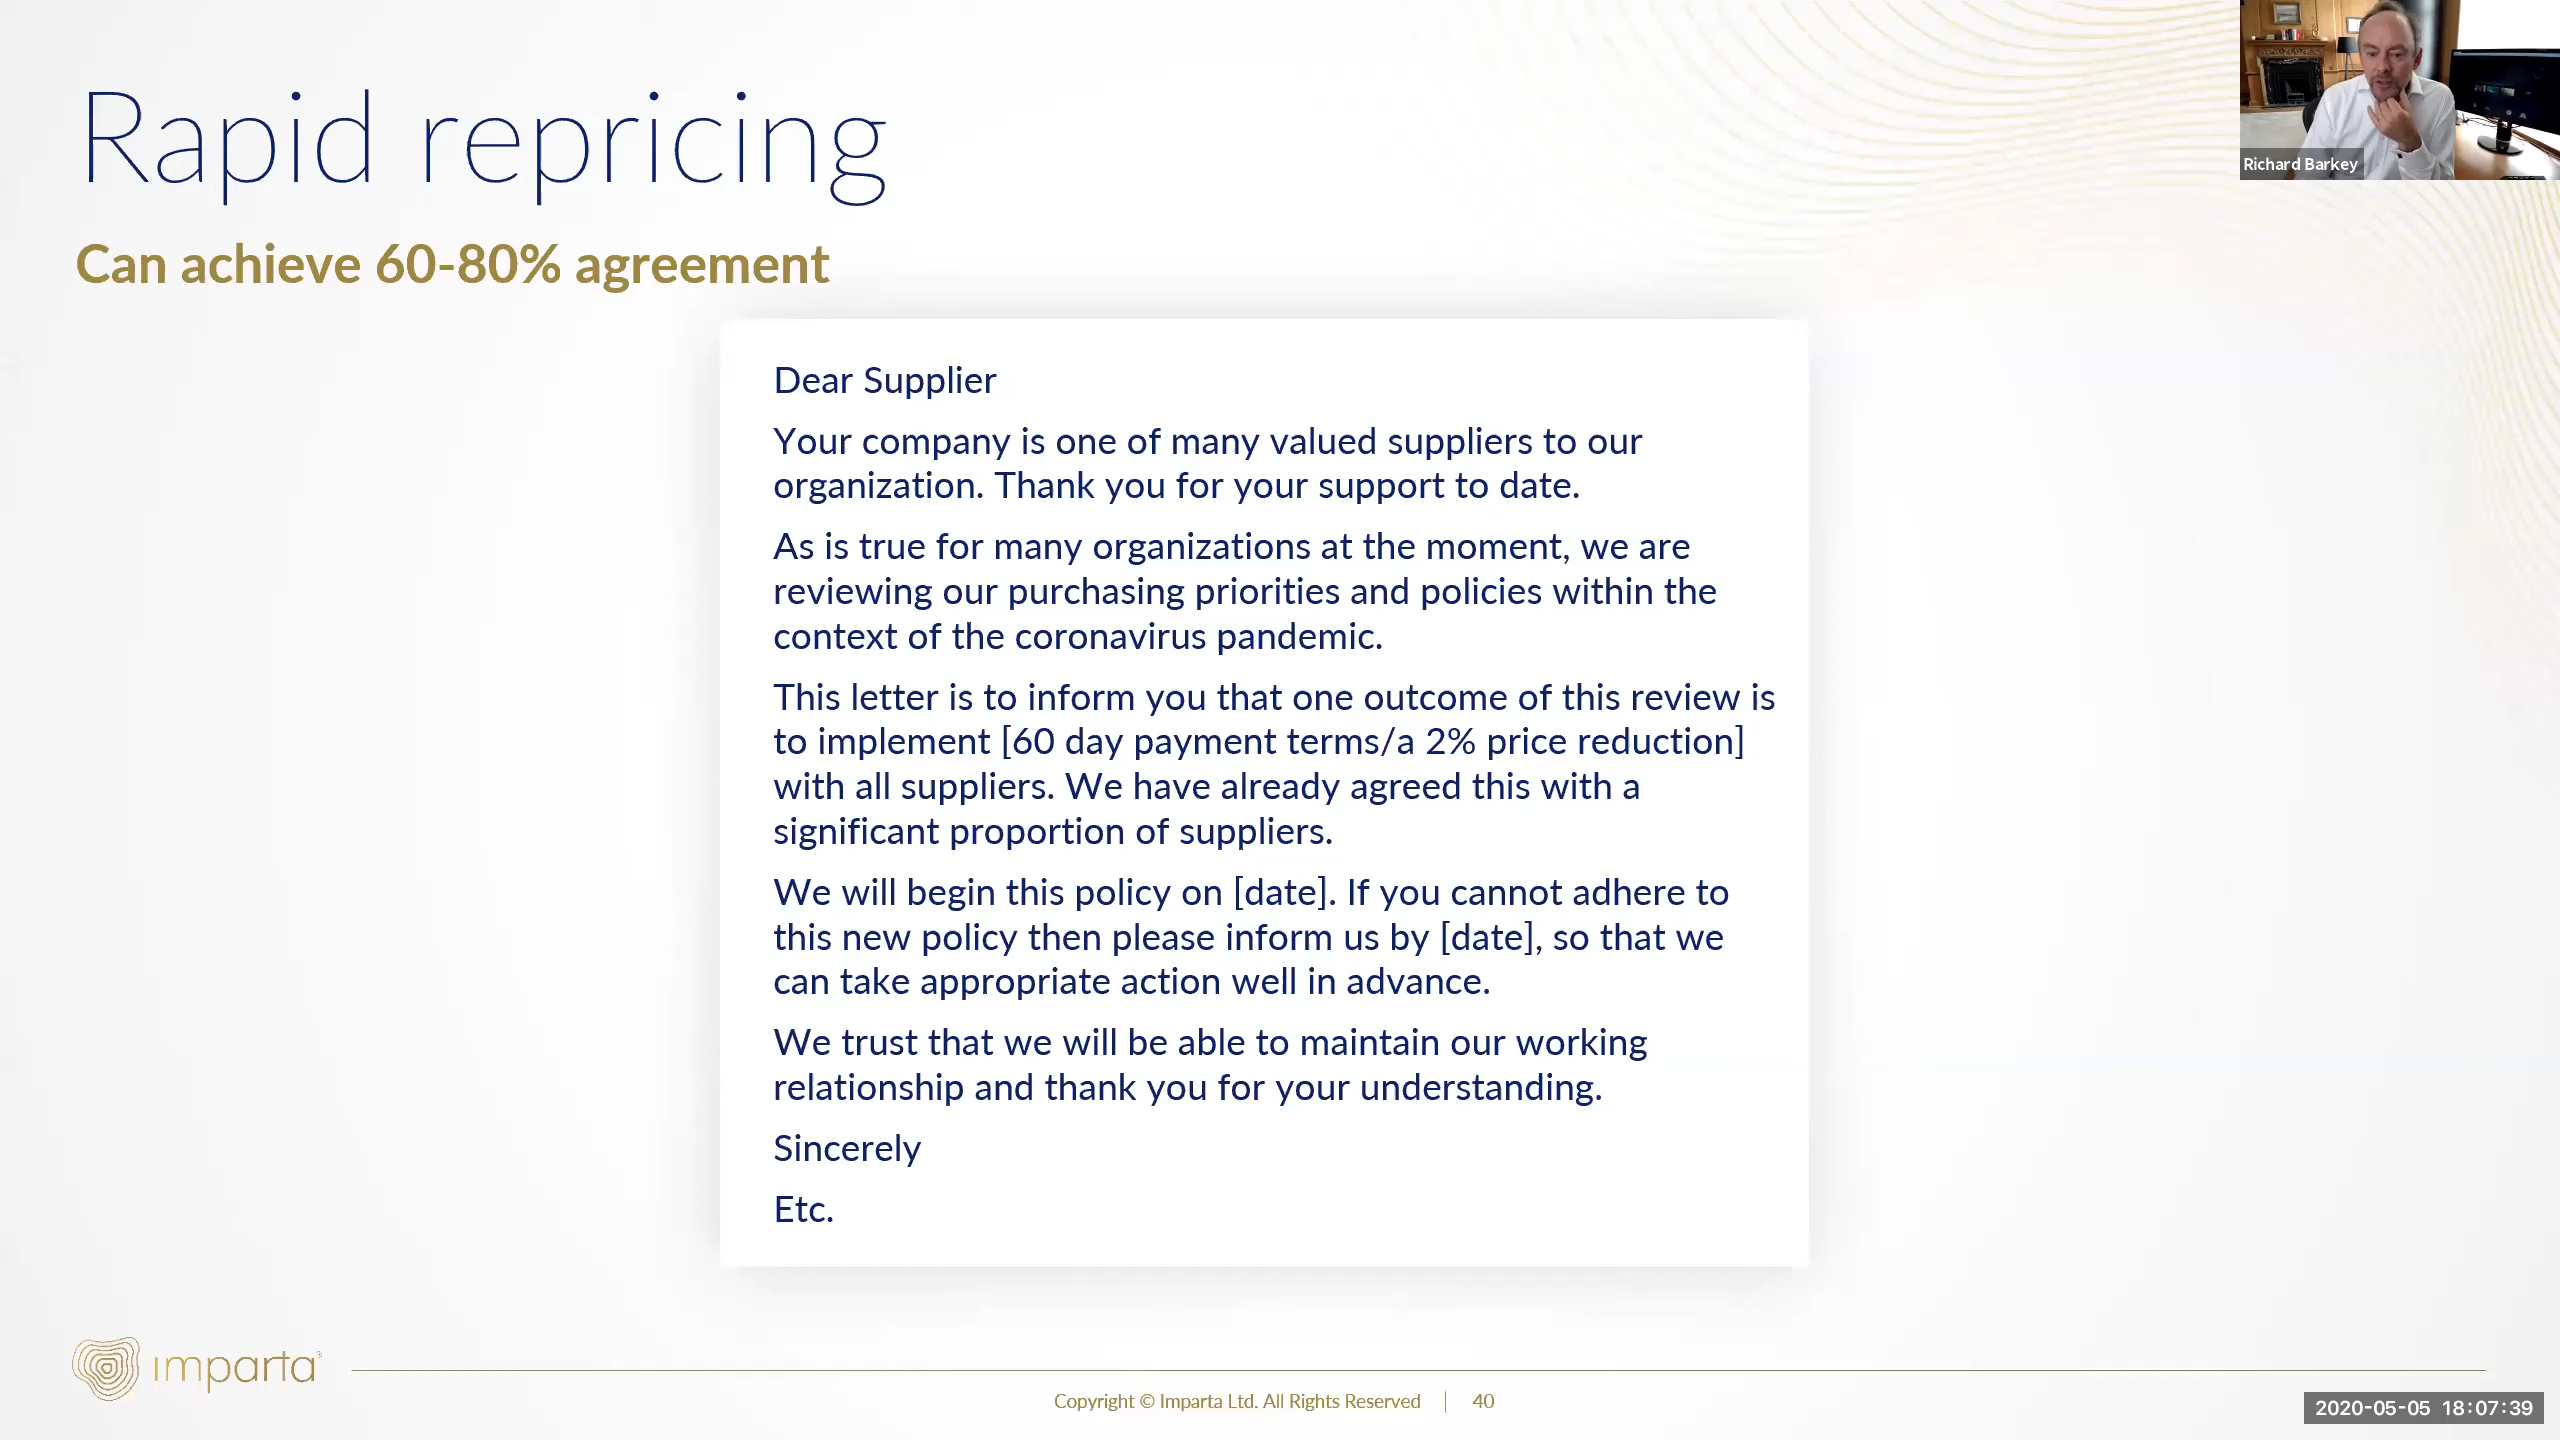 Rapid repricing
Can achieve 60-80% agreement
Richard Barkey
Dear Supplier
Your company is one of many valued suppliers to our
organization. Thank you for your support to date.
As is true for many organizations at the moment, we are
reviewing our purchasing priorities and policies within the
context of the coronavirus pandemic.
This letter is to inform you that one outcome of this review is
to implement [60 day payment terms/a 2% price reduction]
with all suppliers. We have already agreed this with a
significant proportion of suppliers.
We will begin this policy on [date]. If you cannot adhere to
this new policy then please inform us by [date], so that we
can take appropriate action well in advance.
We trust that we will be able to maintain our working
relationship and thank you for your understanding.
Sincerely
Etc.
imparta®
Copyright © Imparta Ltd. All Rights Reserved | 40
2020-05-05 18:07:39